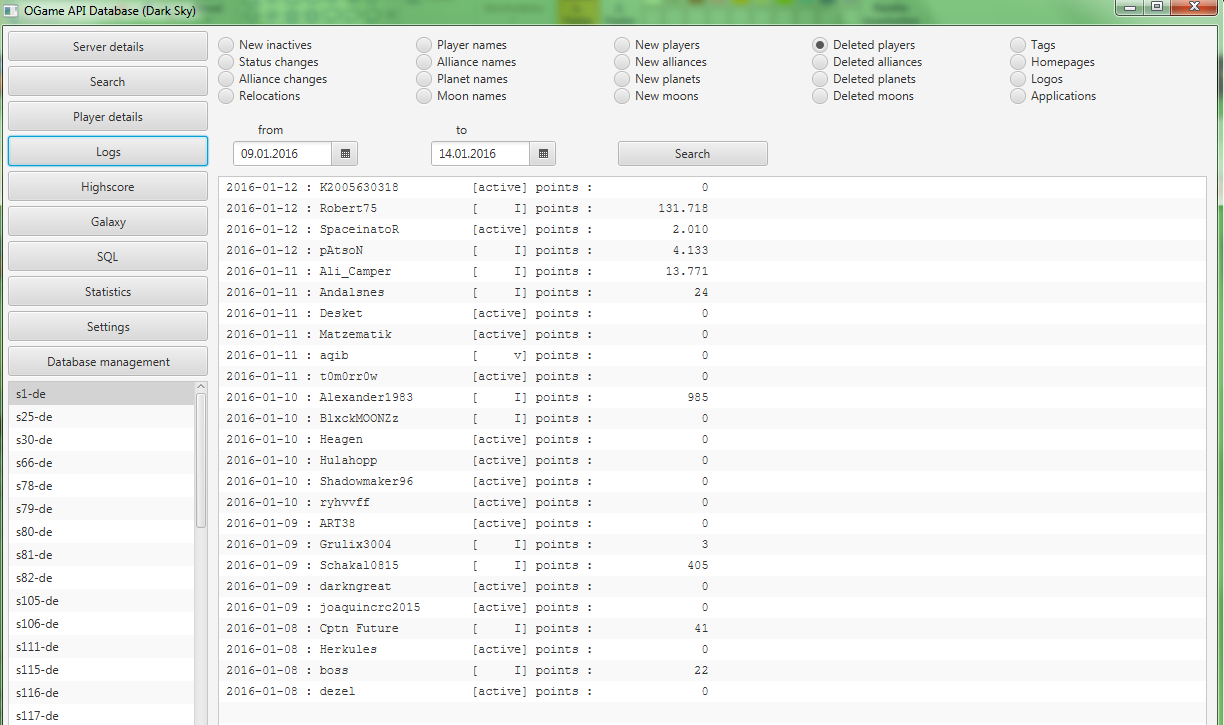 OGame API Database (Dark Sky)
Server details
Search
Player details
Logs
Highscore
Galaxy
SQL
Statistics
Settings
Database management
s1-de
s25-de
s30-de
s66-de
s78-de
s79-de
s80-de
s81-de
s82-de
s105-de
s106-de
s111-de
s115-de
s116-de
s117-de
New inactives Player names New players Deleted players Tags
Status changes Alliance names New alliances Deleted alliances Homepages
Alliance changes Planet names New planets Deleted planets Logos
Relocations Moon names New moons Deleted moons Applications
from to
09.01.2016 14.01.2016 Search
2016-01-12 : K2005630318 [active] points : 0
2016-01-12 : Robert75 [ I] points : 131.718
2016-01-12 : SpaceinatoR [active] points : 2.010
2016-01-12 : pAtsoN [ I] points : 4.133
2016-01-11 : Ali_Camper [ I] points : 13.771
2016-01-11 : Andalsnes [ I] points : 24
2016-01-11 : Desket [active] points : 0
2016-01-11 : Matzematik [active] points : 0
2016-01-11 : aqib [ v] points : 0
2016-01-11 : t0m0rr0w [active] points : 0
2016-01-10 : Alexander1983 [ I] points : 985
2016-01-10 : BlxckMOONZz [ I] points : 0
2016-01-10 : Heagen [active] points : 0
2016-01-10 : Hulahopp [active] points : 0
2016-01-10 : Shadowmaker96 [active] points : 0
2016-01-10 : ryhvvff [active] points : 0
2016-01-09 : ART38 [active] points : 0
2016-01-09 : Grulix3004 [ I] points : 3
2016-01-09 : Schakal0815 [ I] points : 405
2016-01-09 : darkngreat [active] points : 0
2016-01-09 : joaquincrc2015 [active] points : 0
2016-01-08 : Cptn Future [ I] points : 41
2016-01-08 : Herkules [active] points : 0
2016-01-08 : boss [ I] points : 22
2016-01-08 : dezel [active] points : 0